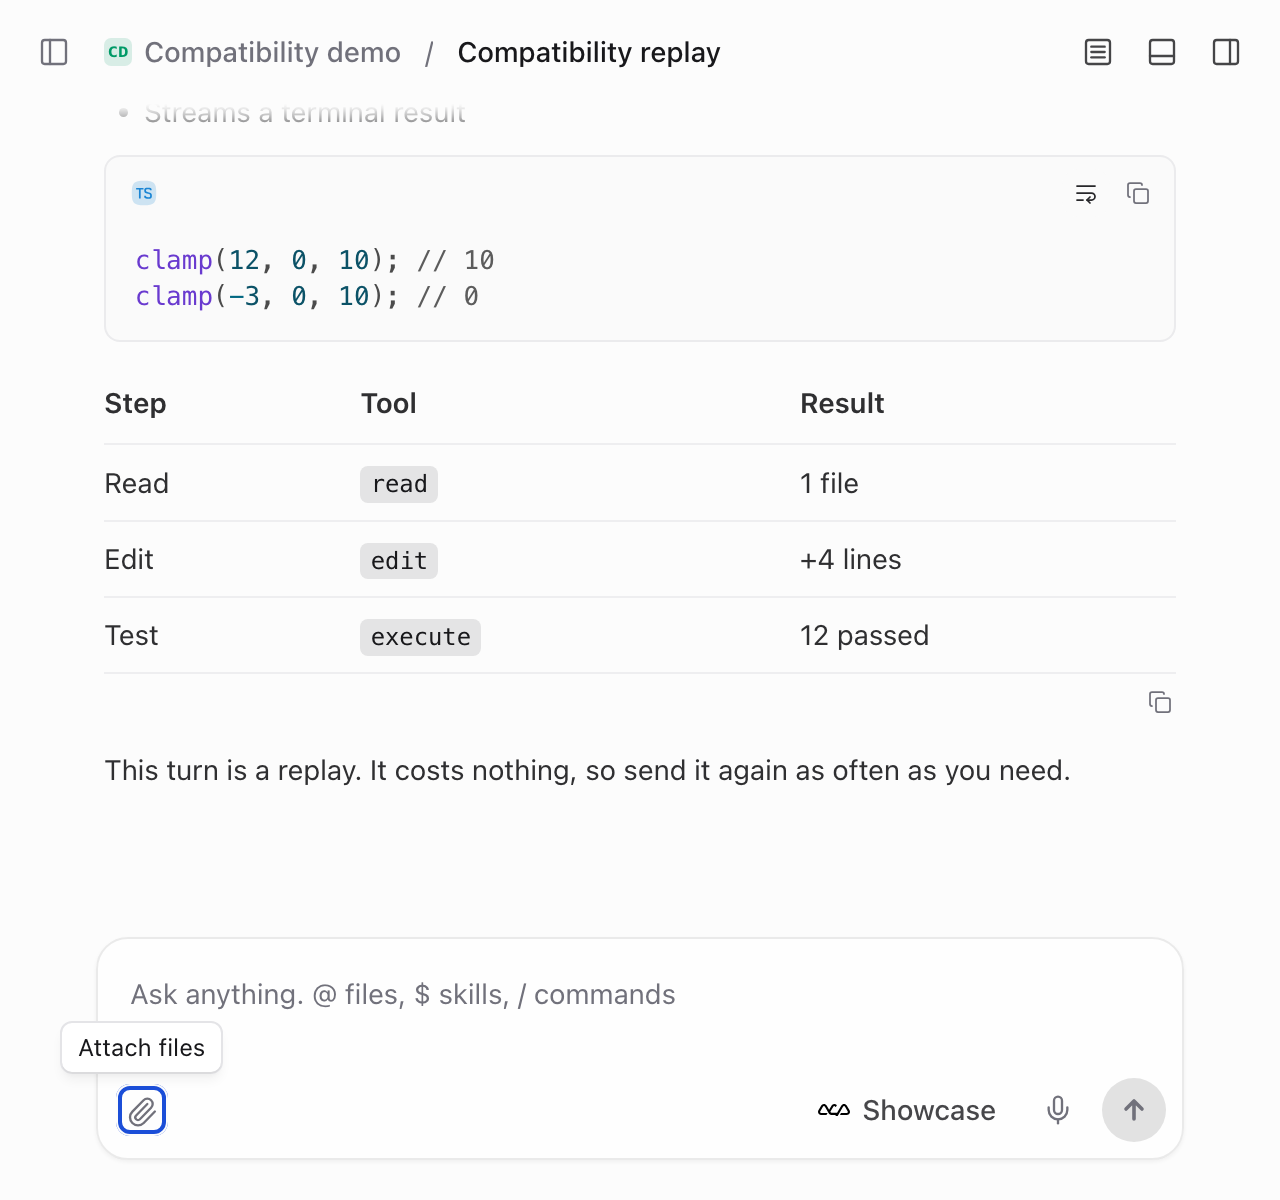 CD Compatibility demo / Compatibility replay
• Streams a terminal result
TS
clamp(12, 0, 10); // 10
clamp(-3, 0, 10); // 0
Step Tool Result
Read read 1 file
Edit edit +4 lines
Test execute 12 passed
This turn is a replay. It costs nothing, so send it again as often as you need.
Ask anything. @ files, $ skills, / commands
Attach files
Showcase